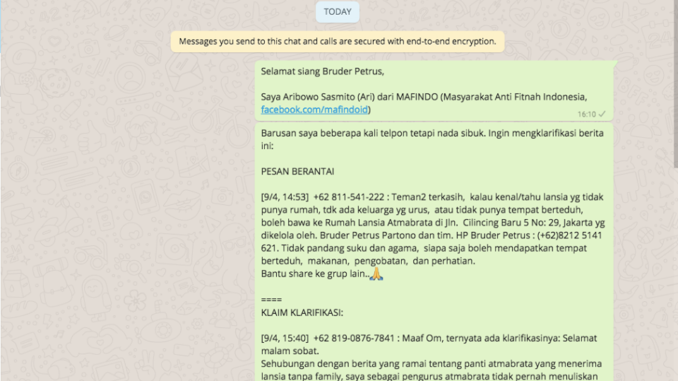 TODAY
Messages you send to this chat and calls are secured with end-to-end encryption.
Selamat siang Bruder Petrus,
Saya Aribowo Sasmito (Ari) dari MAFINDO (Masyarakat Anti Fitnah Indonesia,
facebook.com/mafindoid)
16:10
Barusan saya beberapa kali telpon tetapi nada sibuk. Ingin mengklarifikasi berita
ini:
PESAN BERANTAI
[9/4, 14:53] +62 811-541-222 : Teman2 terkasih, kalau kenal/tahu lansia yg tidak
punya rumah, tdk ada keluarga yg urus, atau tidak punya tempat berteduh,
boleh bawa ke Rumah Lansia Atmabrata di Jln. Cilincing Baru 5 No: 29, Jakarta yg
dikelola oleh. Bruder Petrus Partono dan tim. HP Bruder Petrus : (+62)8212 5141
621. Tidak pandang suku dan agama, siapa saja boleh mendapatkan tempat
berteduh, makanan, pengobatan, dan perhatian.
Bantu share ke grup lain..🙏
====
KLAIM KLARIFIKASI:
[9/4, 15:40] +62 819-0876-7841 : Maaf Om, ternyata ada klarifikasinya: Selamat
malam sobat.
Sehubungan dengan berita yang ramai tentang panti atmabrata yang menerima
lansia tanpa family, saya sebagai pengurus atmabrata tidak pernah menuliskan